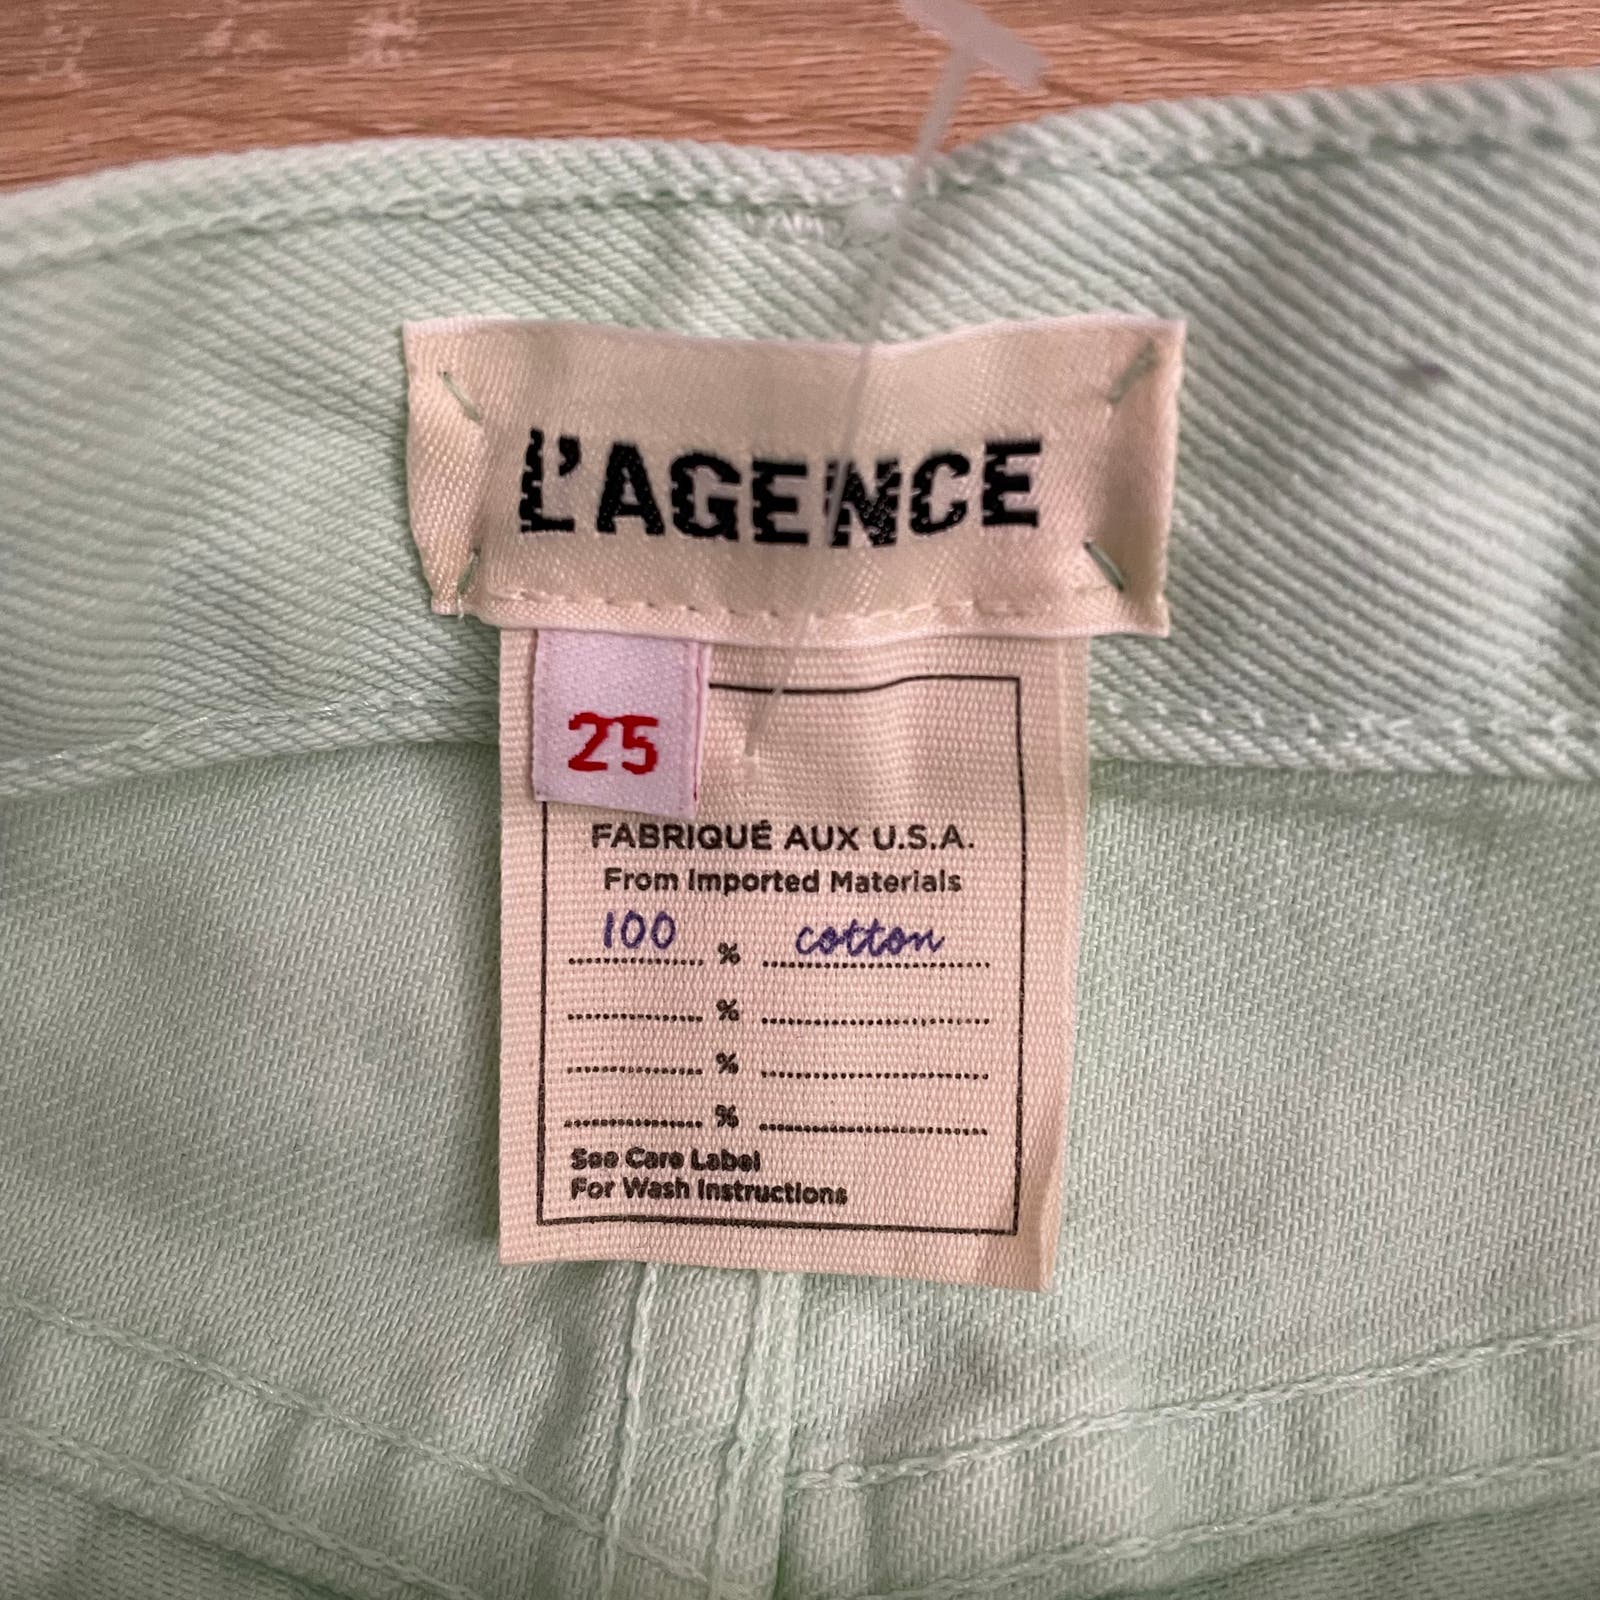 L'AGENCE
25
FABRIQUÉ AUX U.S.A.
From Imported Materials
100 % cotton
%
%
%
See Care Label
For Wash Instructions